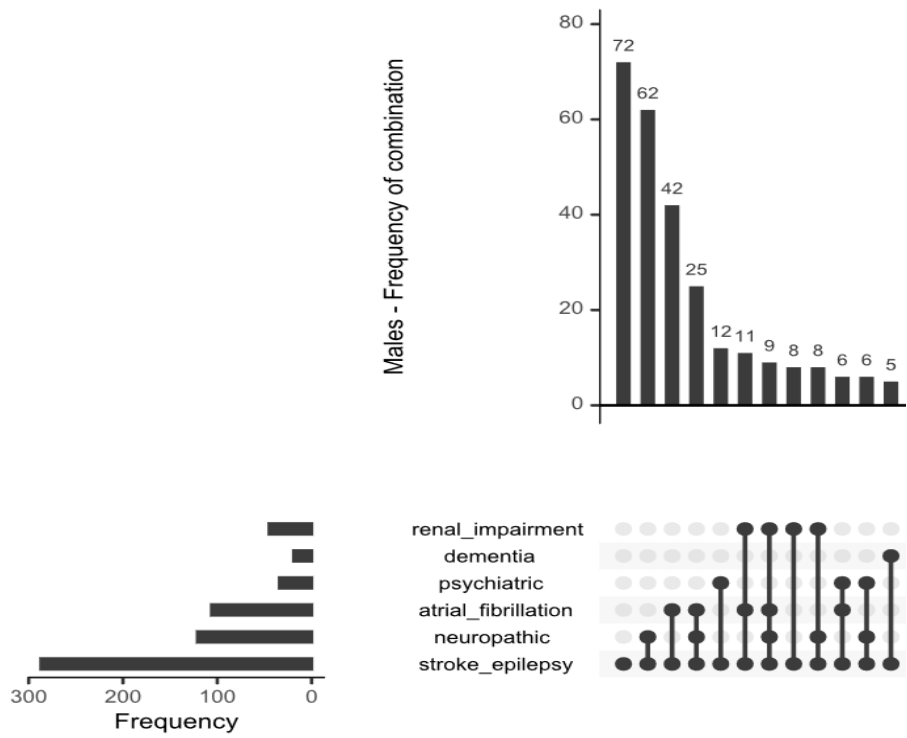 Males - Frequency of combination
80
60
40
20
0
72
62
42
25
12
11
9
8
8
6
6
5
renal_impairment
dementia
psychiatric
atrial_fibrillation
neuropathic
stroke_epilepsy
300 200 100 0
Frequency